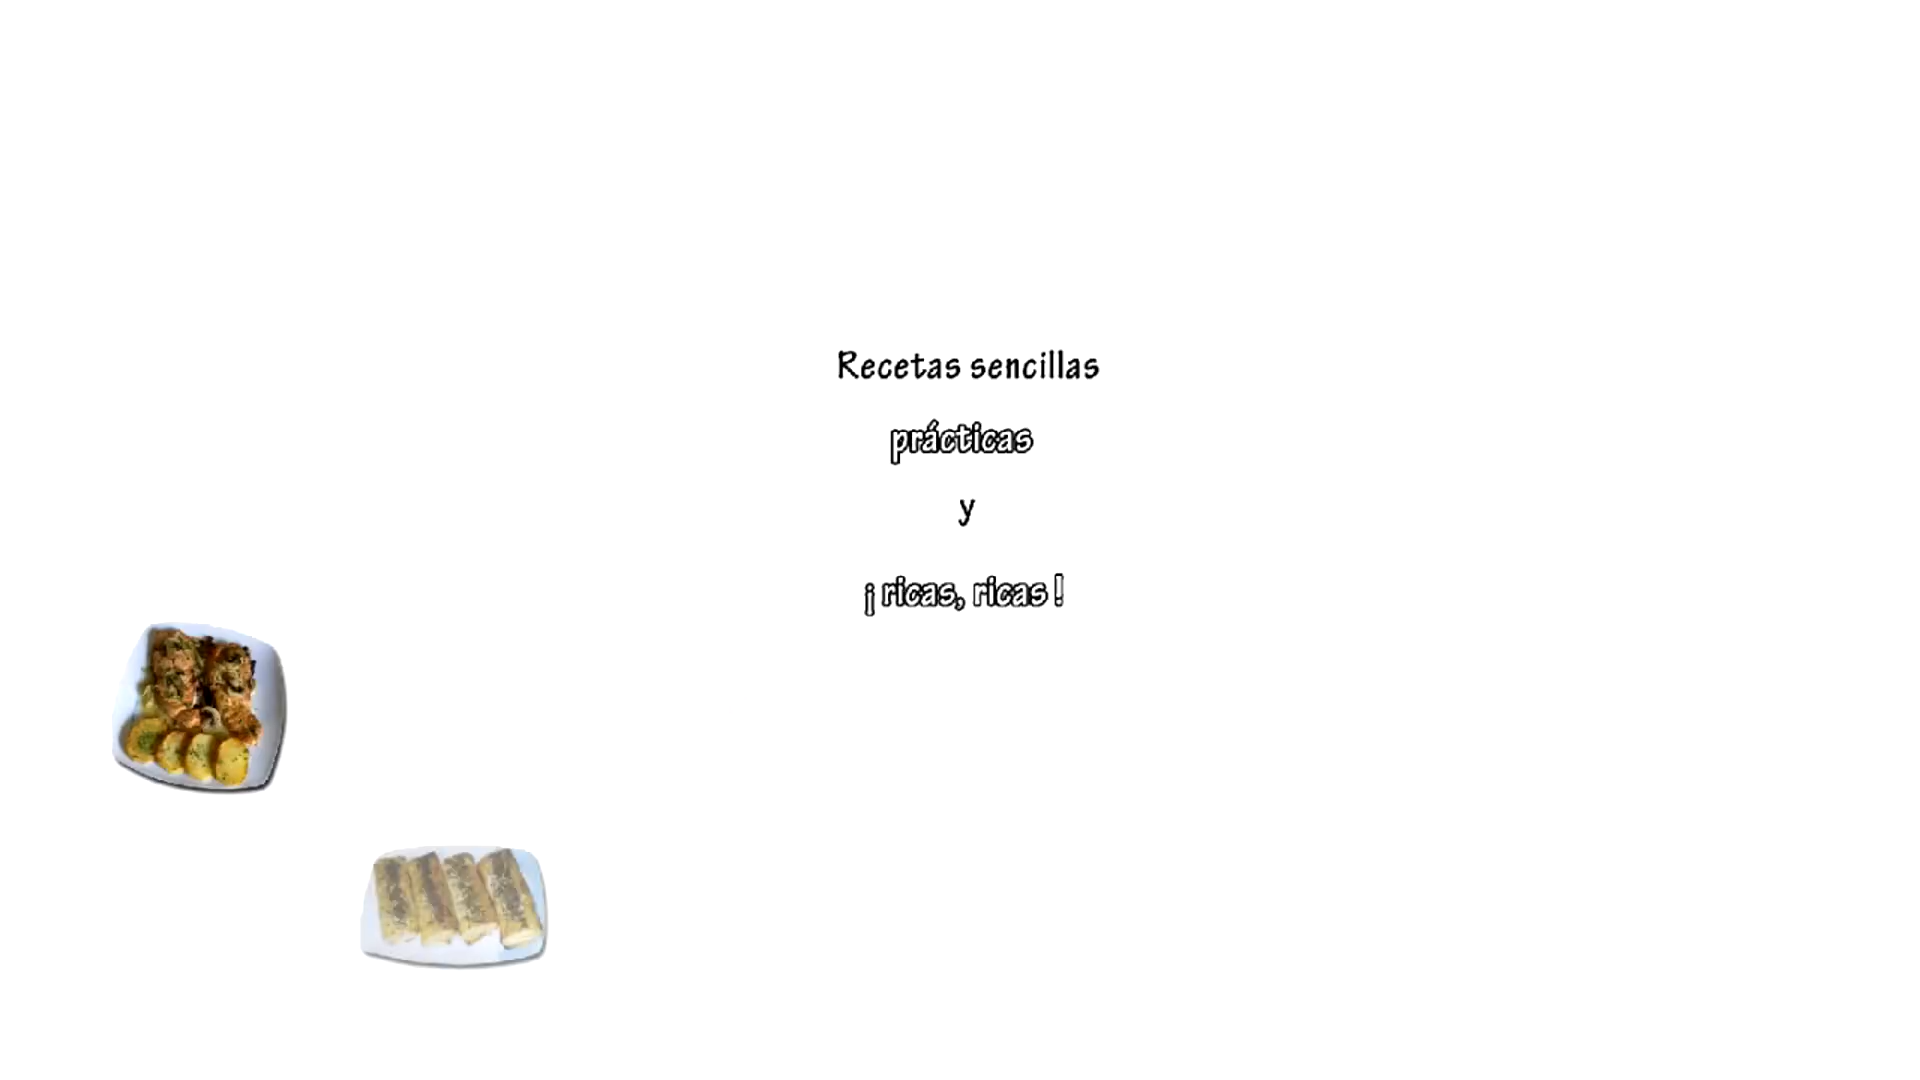 Recetas sencillas
prácticas
y
¡ ricas, ricas !